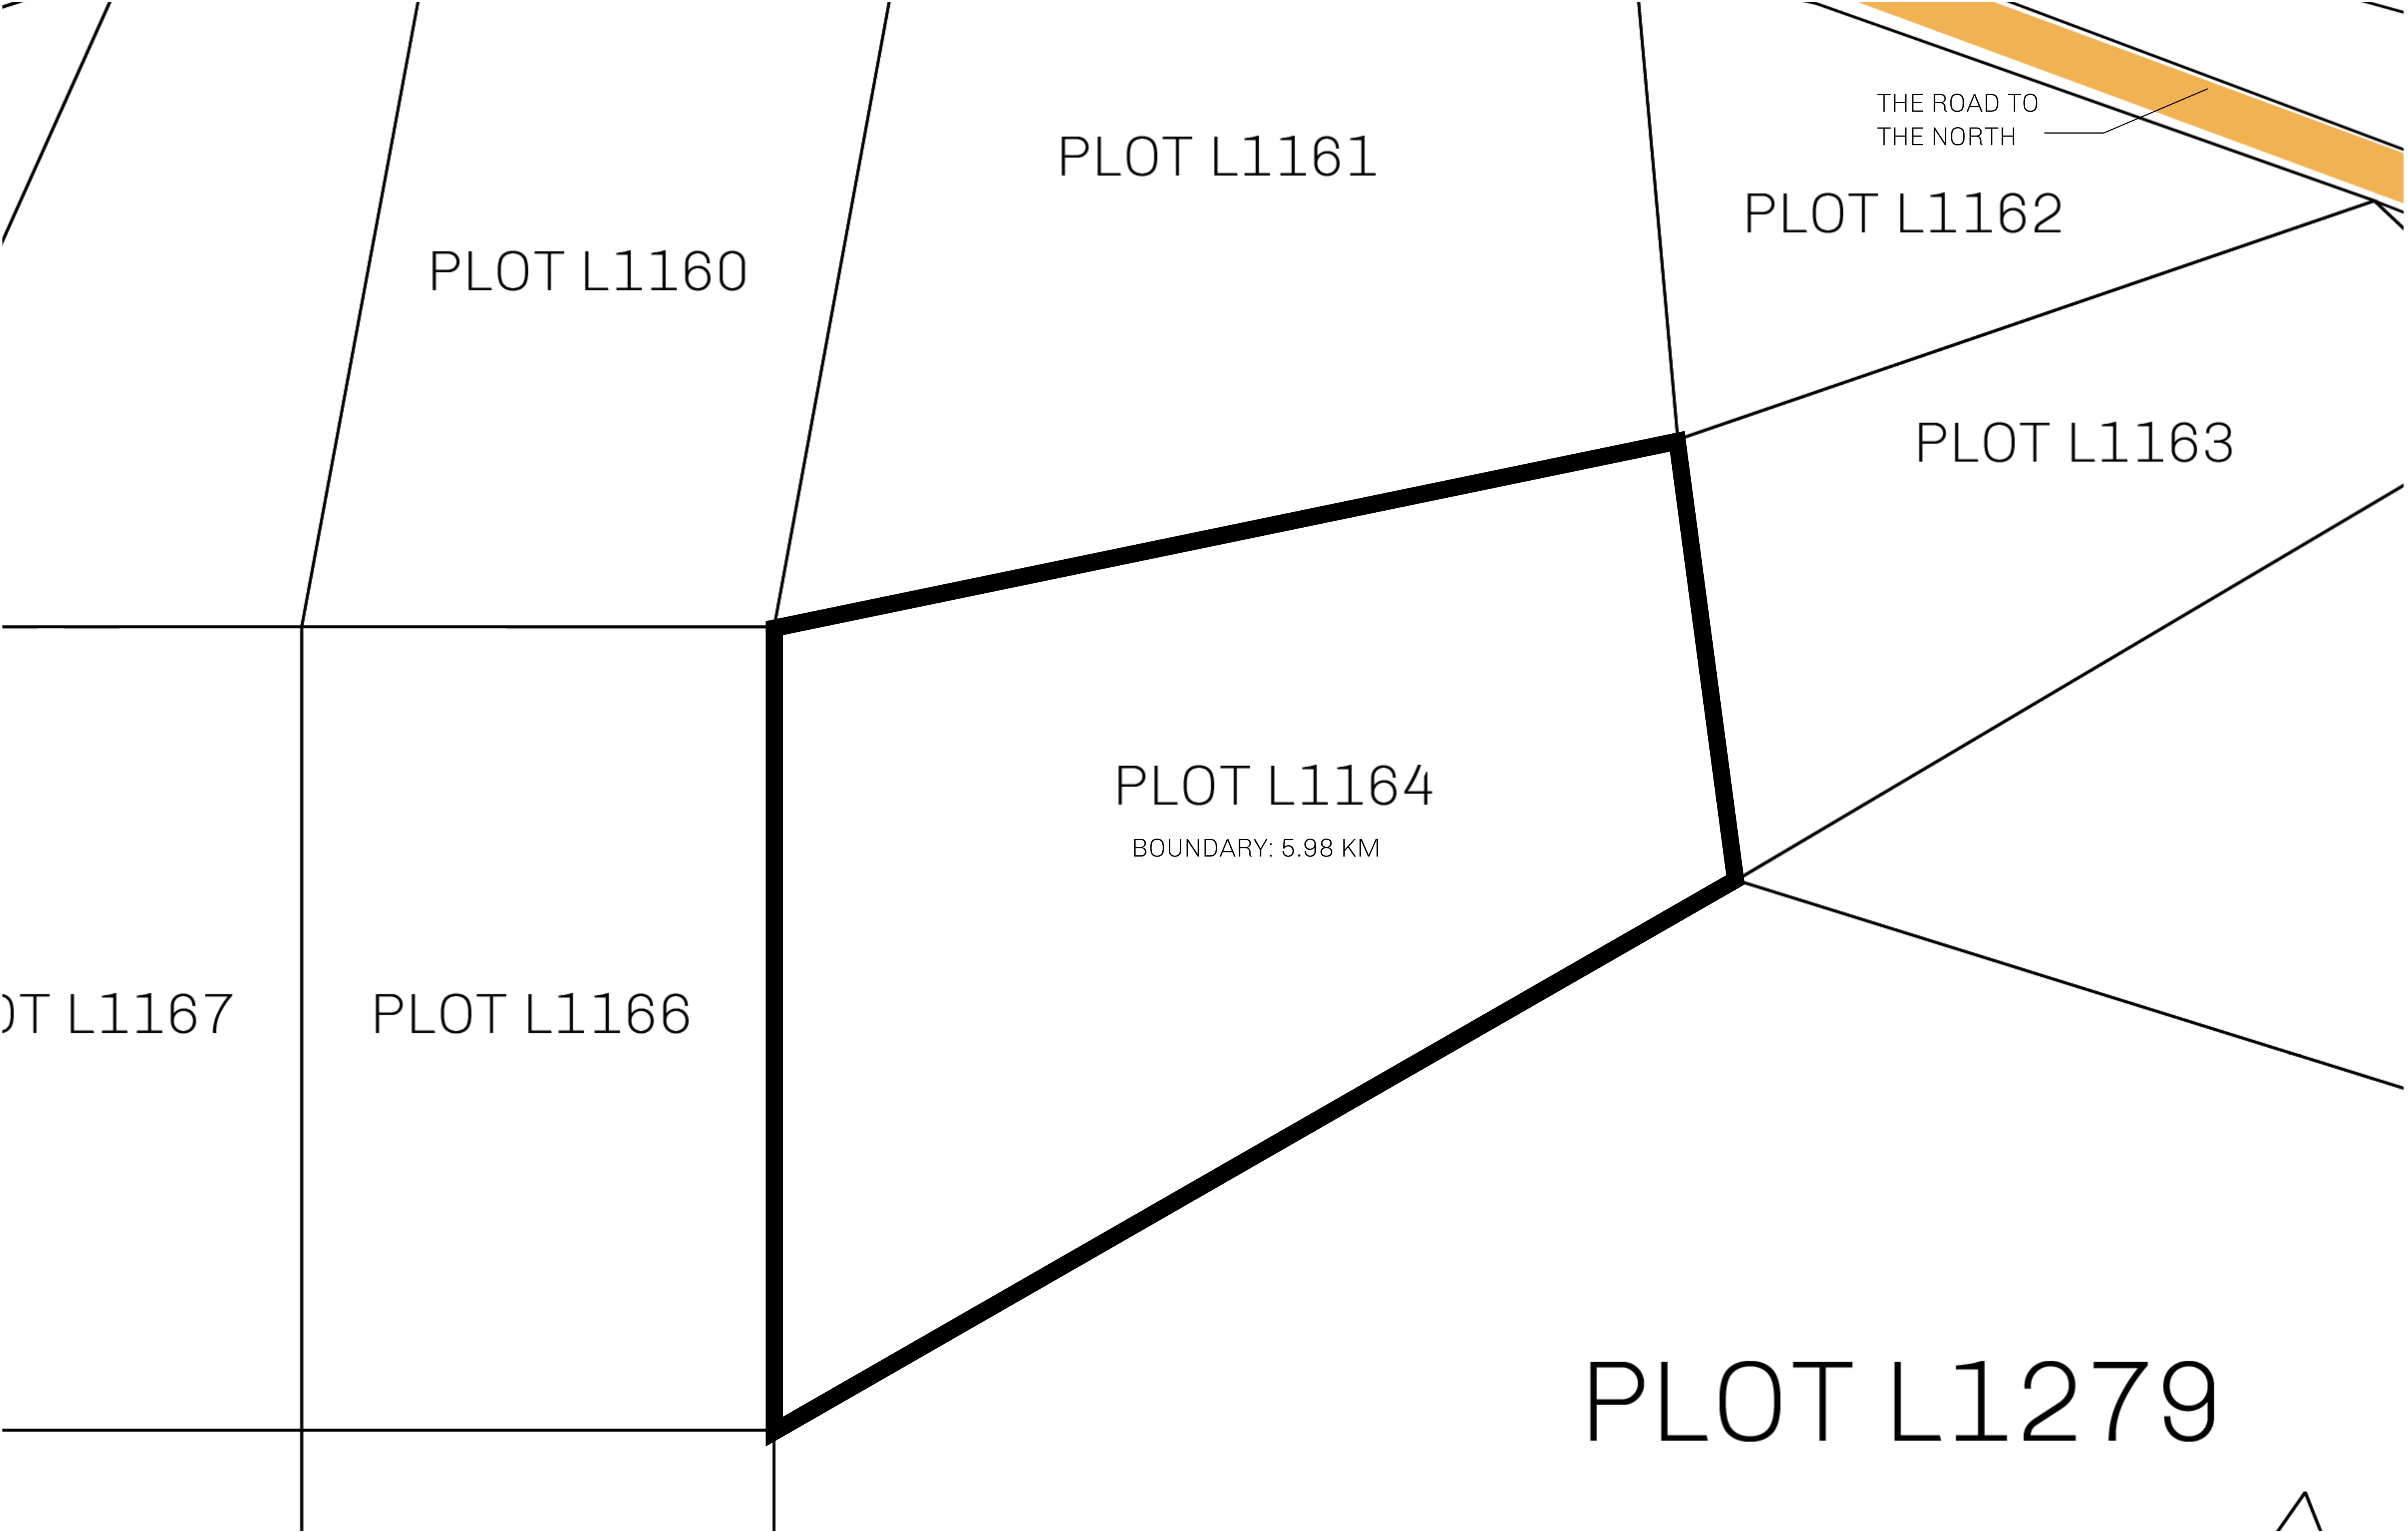 PLOT L1161
THE ROAD TO
THE NORTH
PLOT L1162
PLOT L1160
PLOT L1163
PLOT L1164
BOUNDARY: 5.98 KM
L1167
PLOT L1166
PLOT L1279